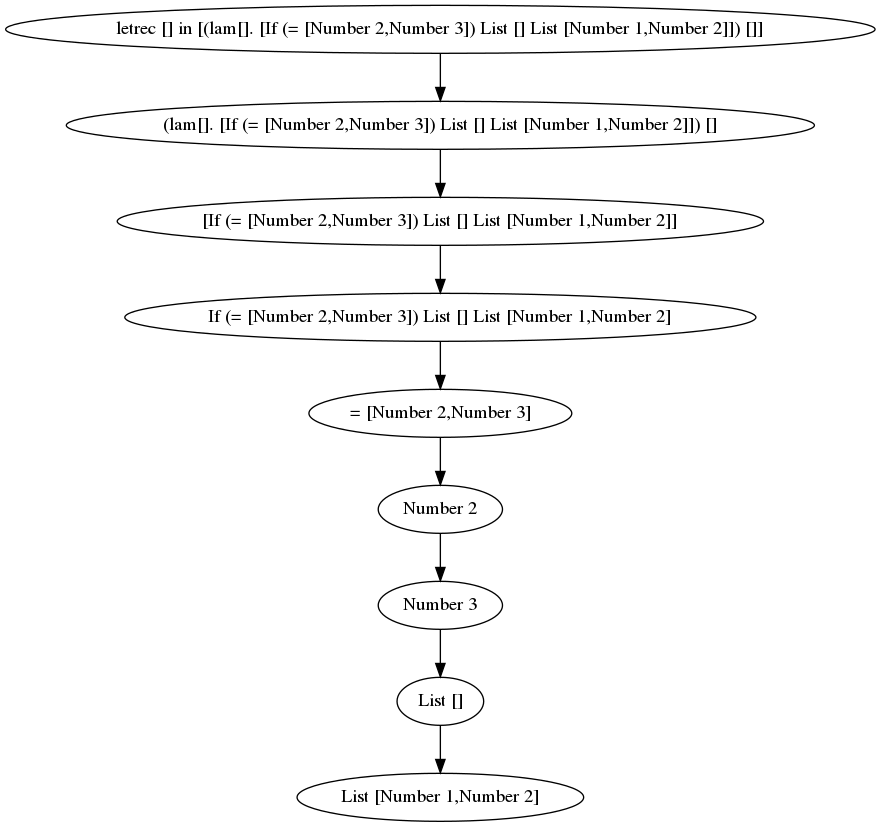 letrec [] in [(lam[]. [If (= [Number 2,Number 3]) List [] List [Number 1,Number 2]]) []]
(lam[]. [If (= [Number 2,Number 3]) List [] List [Number 1,Number 2]]) []
[If (= [Number 2,Number 3]) List [] List [Number 1,Number 2]]
If (= [Number 2,Number 3]) List [] List [Number 1,Number 2]
= [Number 2,Number 3]
Number 2
Number 3
List []
List [Number 1,Number 2]